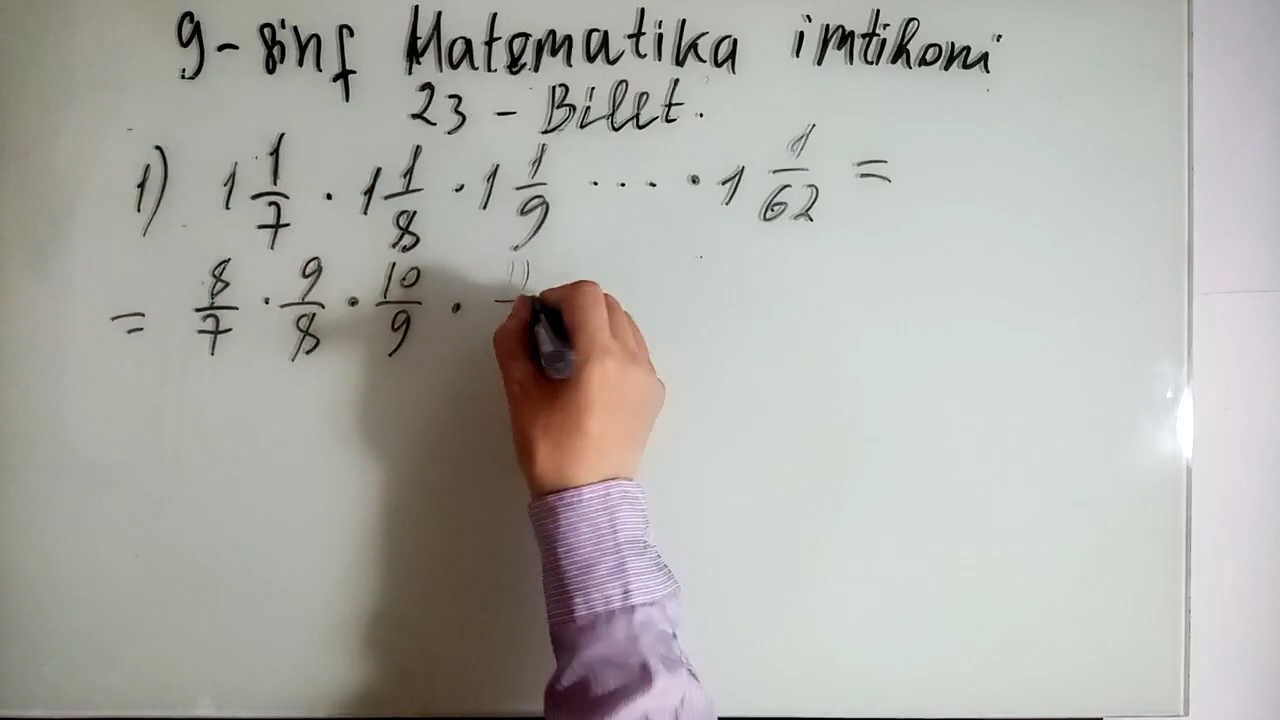 9-sinf Matematika imtihoni
23 - Bilet.
1) 1 1/7 · 1 1/8 · 1 1/9 ····· 1 1/62 =
= 8/7 · 9/8 · 10/9 · 11